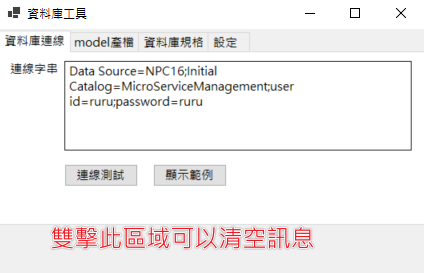 資料庫工具
資料庫連線 model產檔 資料庫規格 設定
連線字串
Data Source=NPC16;Initial
Catalog=MicroServiceManagement;user
id=ruru;password=ruru
連線測試 顯示範例
雙擊此區域可以清空訊息